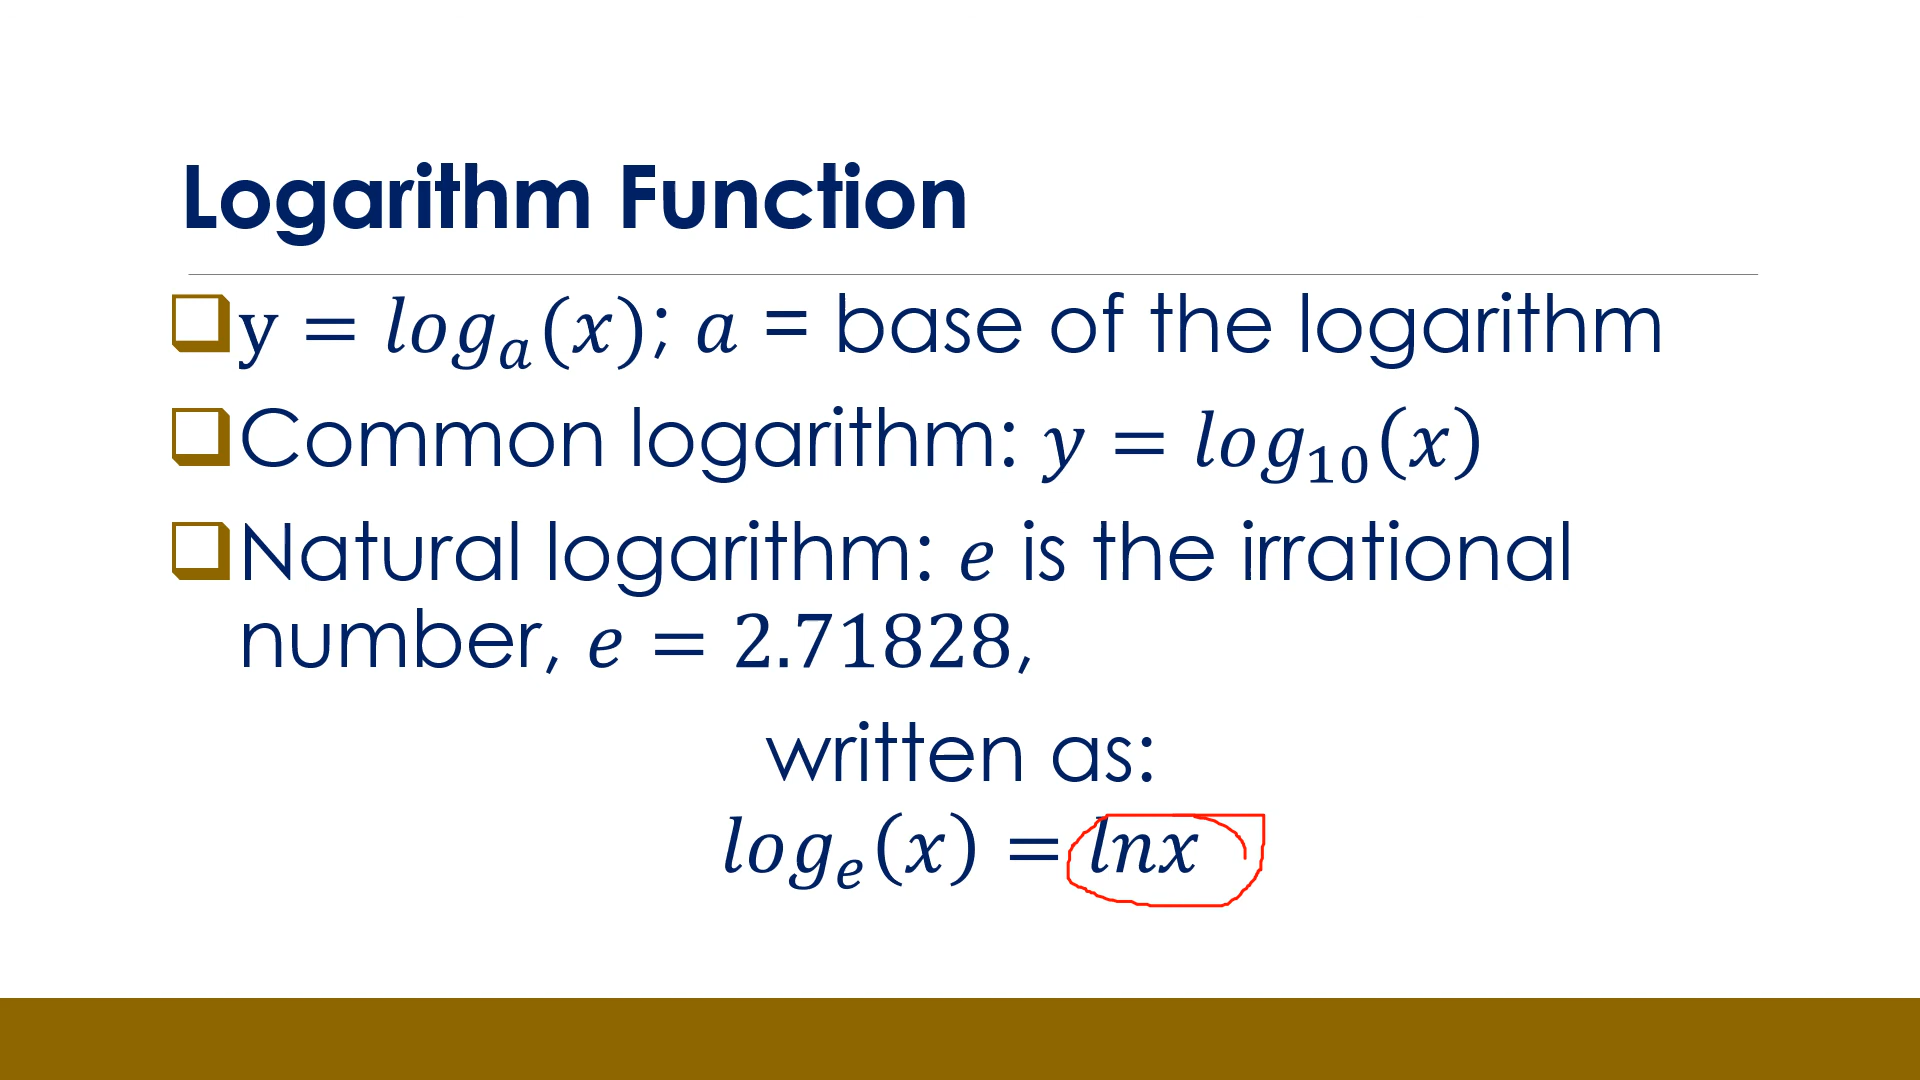 Logarithm Function
y = log_a(x); a = base of the logarithm
Common logarithm: y = log_10(x)
Natural logarithm: e is the irrational
number, e = 2.71828,
written as:
log_e(x) = lnx